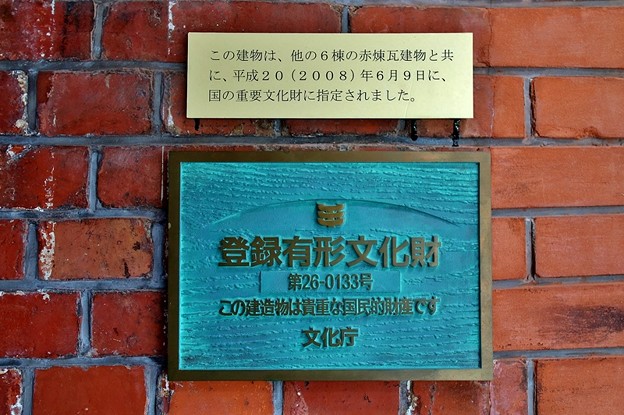 この建物は、他の６棟の赤煉瓦建物と共
に、平成２０（２００８）年６月９日に、
国の重要文化財に指定されました。
登録有形文化財
第26-0133号
この建造物は貴重な国民的財産です
文化庁